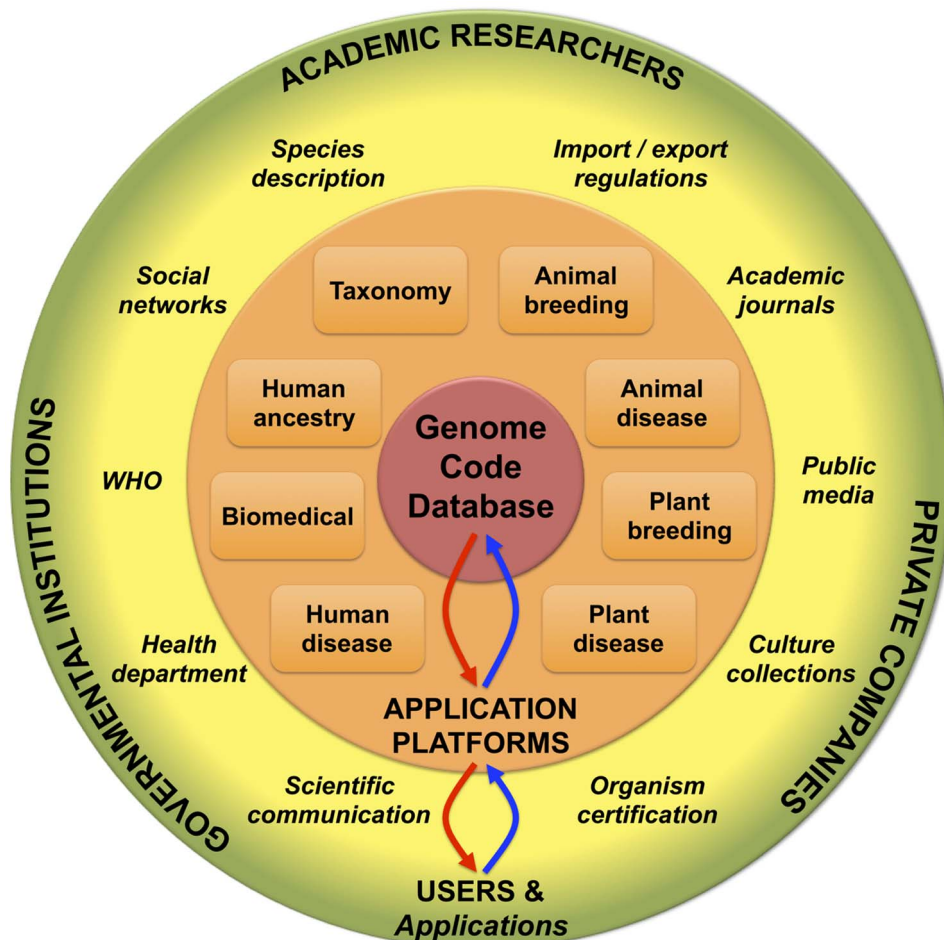 ACADEMIC RESEARCHERS
Species
description
Import / export
regulations
Social
networks
Taxonomy
Animal
breeding
Academic
journals
Human
ancestry
Genome
Code
Database
Animal
disease
GOVERNMENTAL INSTITUTIONS
WHO
Biomedical
Plant
breeding
Public
media
PRIVATE COMPANIES
Health
department
Human
disease
Plant
disease
Culture
collections
APPLICATION
PLATFORMS
Scientific
communication
Organism
certification
USERS &
Applications